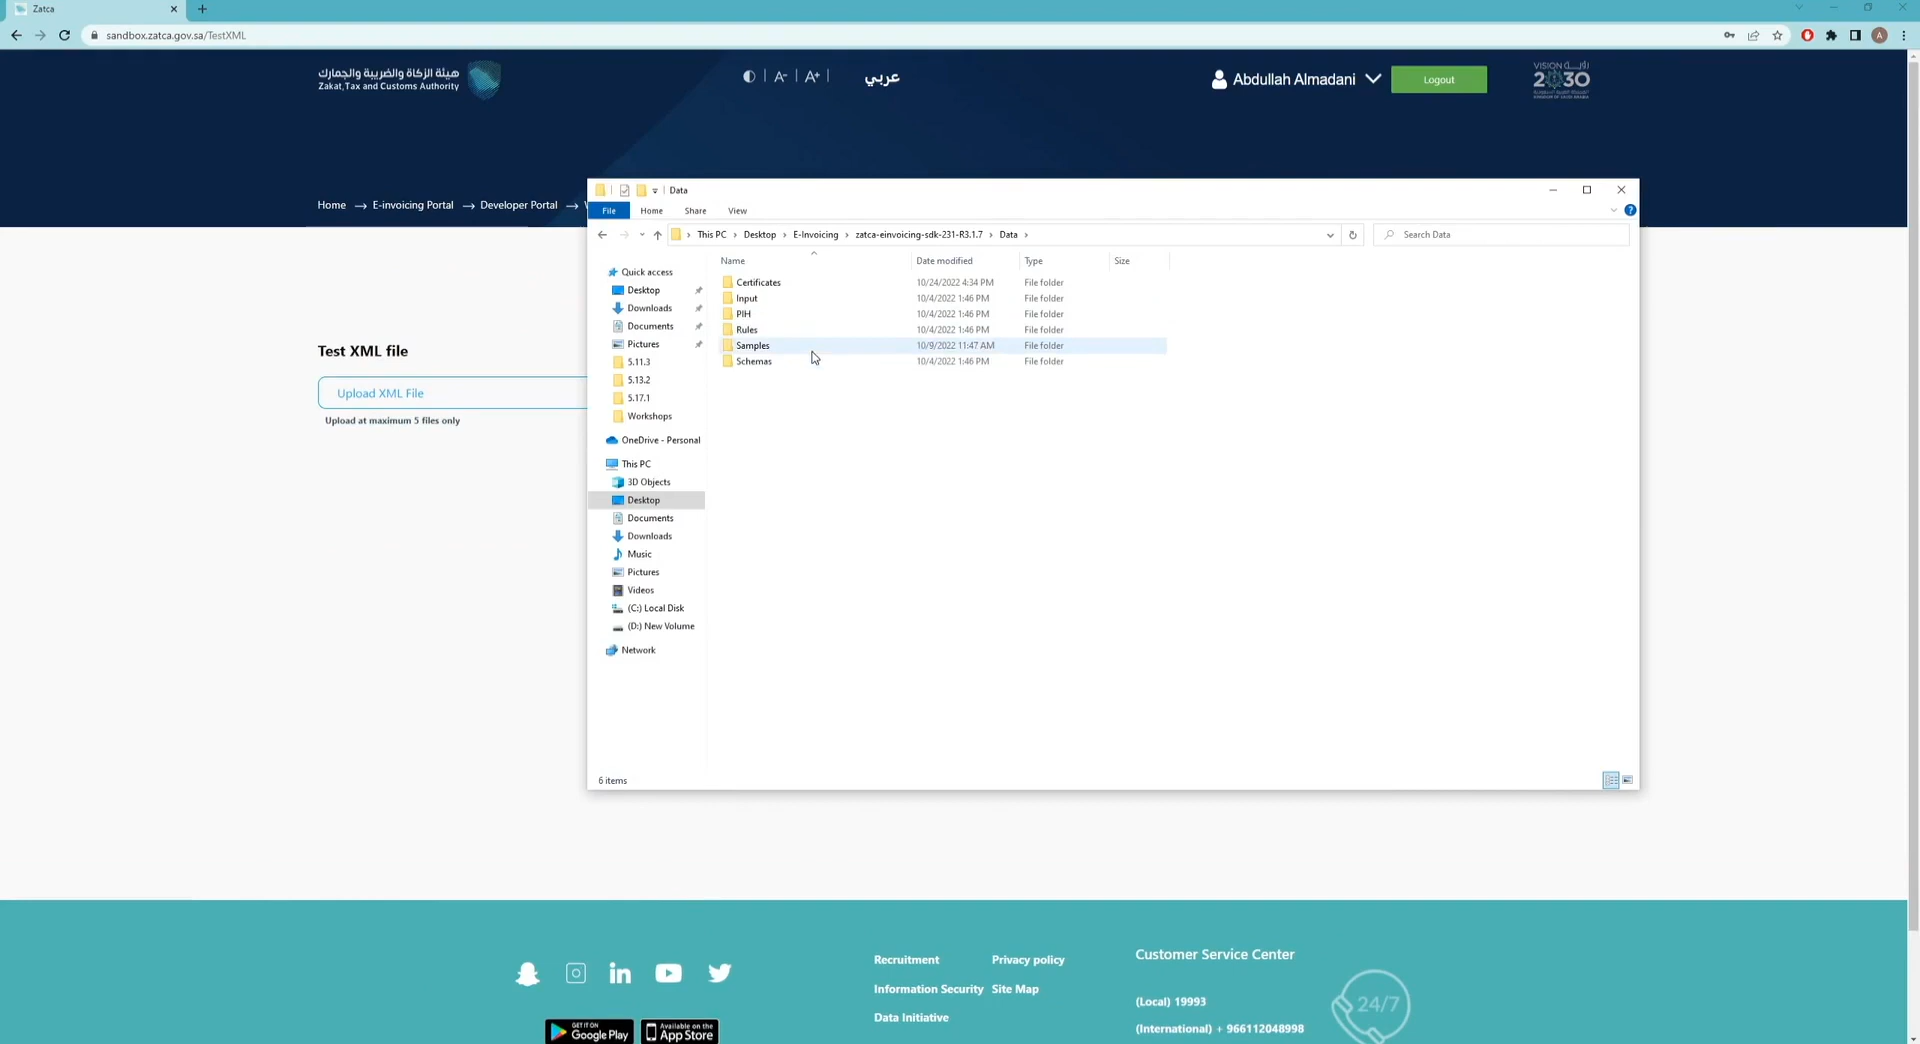 Zatca
sandbox.zatca.gov.sa/TestXML
A
هيئة الزكاة والضريبة والجمارك
Zakat, Tax and Customs Authority
A-
A+
عربي
Abdullah Almadani
Logout
VISION رؤيــــة
2030
Home
E-invoicing Portal
Developer Portal
Data
File
Home
Share
View
This PC
Desktop
E-Invoicing
zatca-einvoicing-sdk-231-R3.1.7
Data
Search Data
Name
Date modified
Type
Size
Certificates 10/24/2022 4:34 PM File folder
Input 10/4/2022 1:46 PM File folder
PIH 10/4/2022 1:46 PM File folder
Rules 10/4/2022 1:46 PM File folder
Samples 10/9/2022 11:47 AM File folder
Schemas 10/4/2022 1:46 PM File folder
Quick access
Desktop
Downloads
Documents
Pictures
5.11.3
5.13.2
5.17.1
Workshops
OneDrive - Personal
This PC
3D Objects
Desktop
Documents
Downloads
Music
Pictures
Videos
(C:) Local Disk
(D:) New Volume
Network
6 items
Test XML file
Upload XML File
Upload at maximum 5 files only
Recruitment
Privacy policy
Information Security
Site Map
Data Initiative
Customer Service Center
(Local) 19993
(International) + 966112048998
24/7
GET IT ON
Google Play
Available on the
App Store